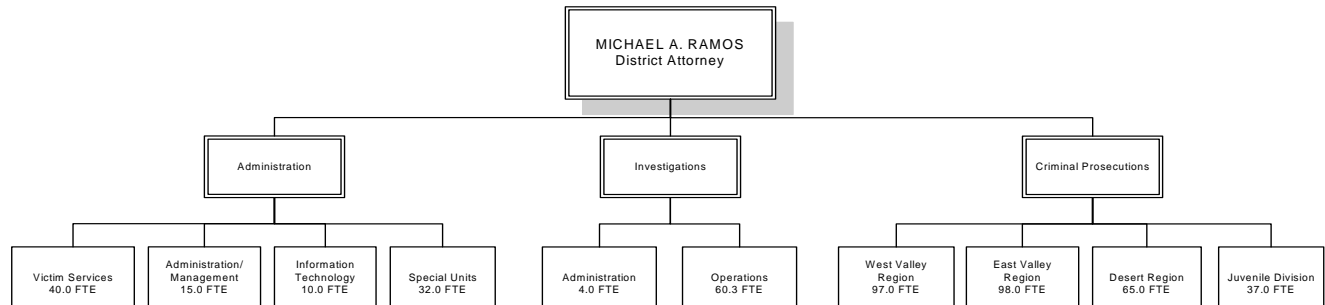 MICHAEL A. RAMOS
District Attorney
Administration
Investigations
Criminal Prosecutions
Victim Services
40.0 FTE
Administration/
Management
15.0 FTE
Information
Technology
10.0 FTE
Special Units
32.0 FTE
Administration
4.0 FTE
Operations
60.3 FTE
West Valley
Region
97.0 FTE
East Valley
Region
98.0 FTE
Desert Region
65.0 FTE
Juvenile Division
37.0 FTE